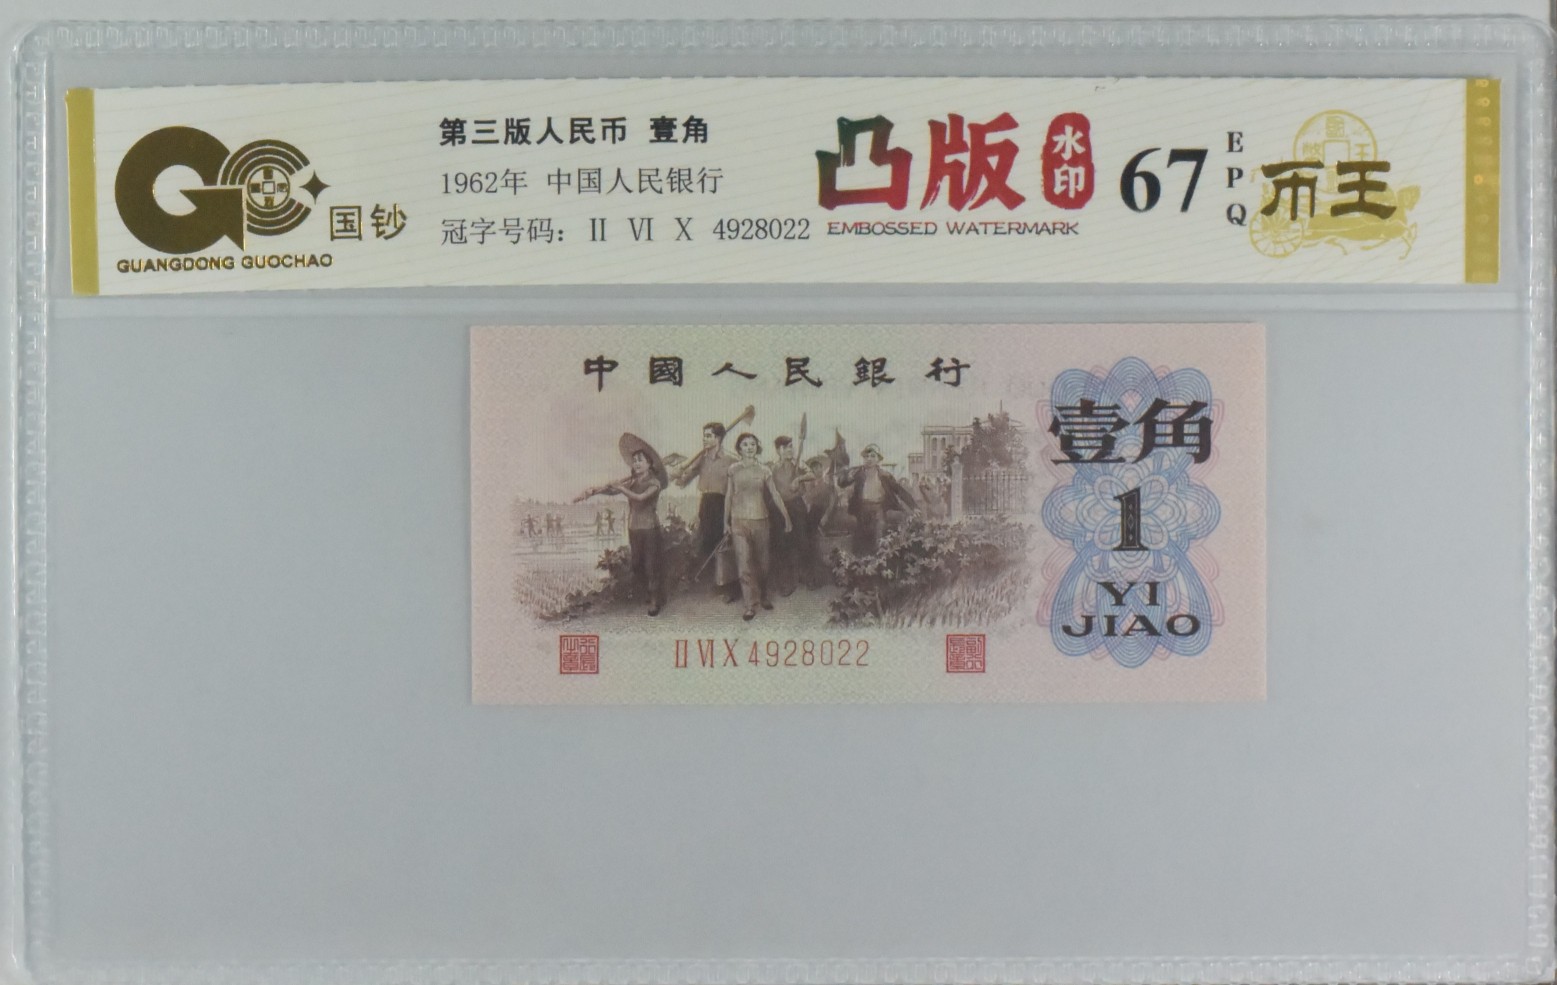 国钞
GUANGDONG GUOCHAO
第三版人民币 壹角
1962年 中国人民银行
冠字号码: II VI X 4928022
凸版 水印
EMBOSSED WATERMARK
67
EPQ
币王
中國人民銀行
壹角
1
YI
JIAO
II VI X 4928022